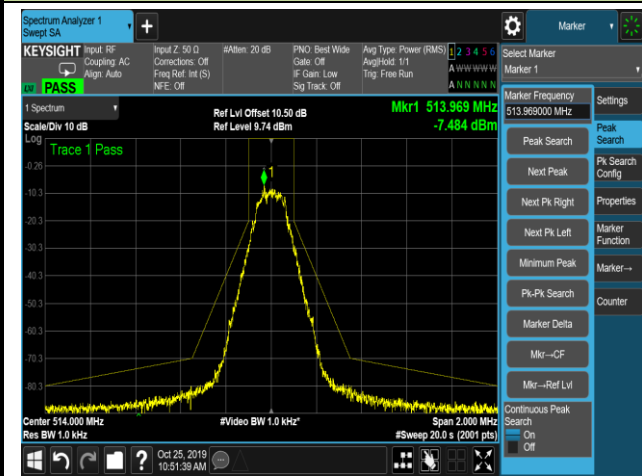 Spectrum Analyzer 1
Swept SA
Marker
KEYSIGHT
Input: RF
Coupling: AC
Align: Auto
Input Z: 50 Ω
Corrections: Off
Freq Ref: Int (S)
NFE: Off
#Atten: 20 dB
PNO: Best Wide
Gate: Off
IF Gain: Low
Sig Track: Off
Avg Type: Power (RMS)
Avg|Hold: 1/1
Trig: Free Run
1 2 3 4 5 6
A W W W W W
A N N N N N
LXI
PASS
Select Marker
Marker 1
1 Spectrum
Scale/Div 10 dB
Ref Lvl Offset 10.50 dB
Ref Level 9.74 dBm
Mkr1 513.969 MHz
-7.484 dBm
Log
Trace 1 Pass
1
-0.26
-10.3
-20.3
-30.3
-40.3
-50.3
-60.3
-70.3
-80.3
Center 514.000 MHz
Res BW 1.0 kHz
#Video BW 1.0 kHz*
Span 2.000 MHz
#Sweep 20.0 s (2001 pts)
Marker Frequency
513.969000 MHz
Peak Search
Next Peak
Next Pk Right
Next Pk Left
Minimum Peak
Pk-Pk Search
Marker Delta
Mkr→CF
Mkr→Ref Lvl
Continuous Peak
Search
On
Off
Settings
Peak
Search
Pk Search
Config
Properties
Marker
Function
Marker→
Counter
?
Oct 25, 2019
10:51:39 AM